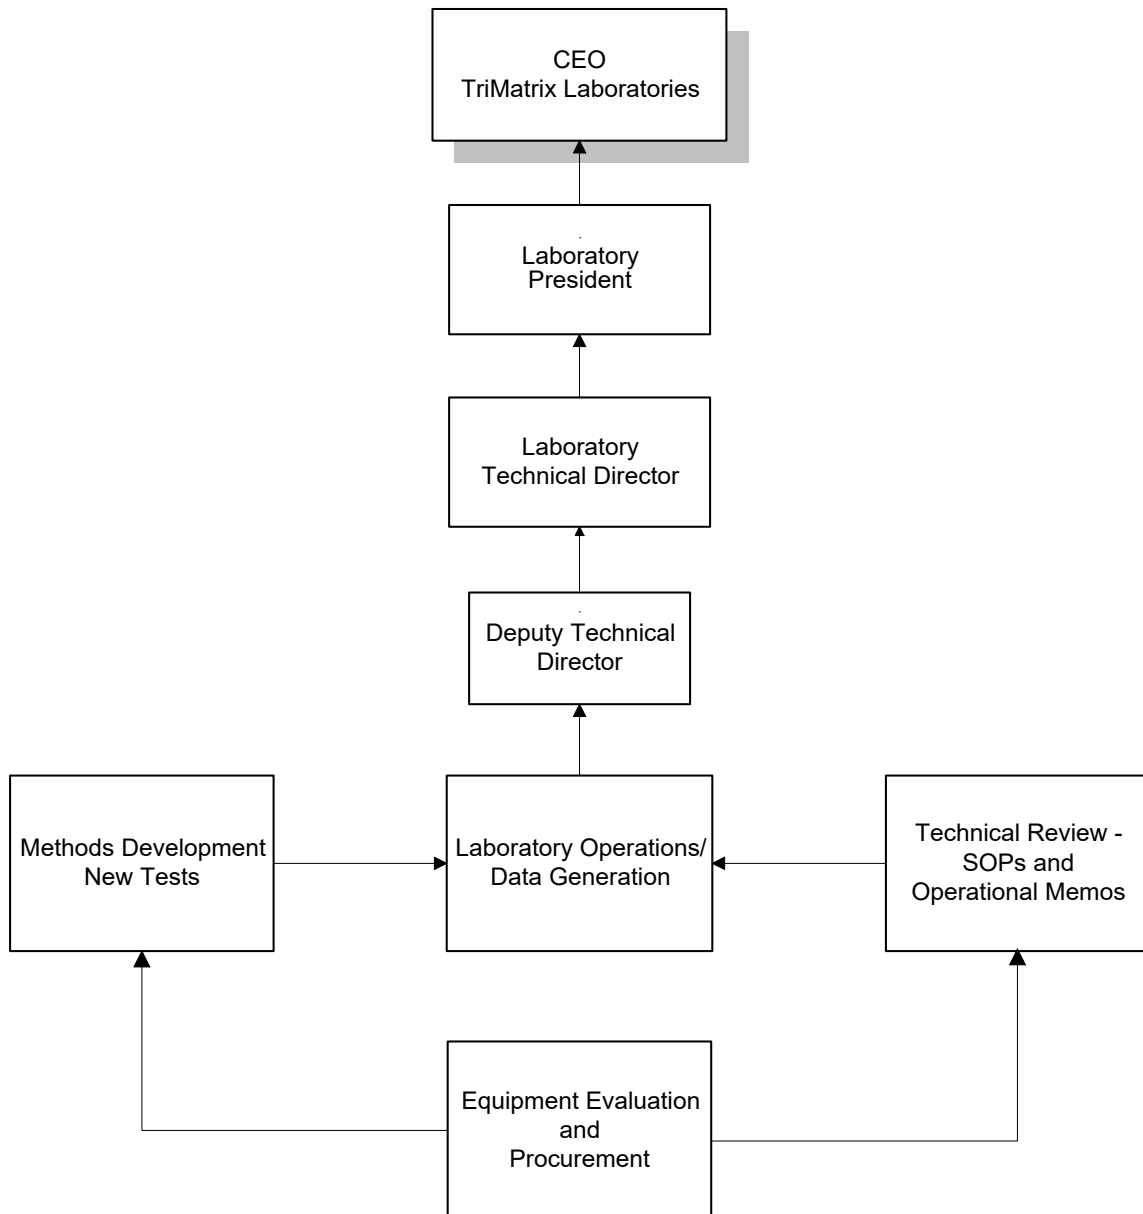 CEO
TriMatrix Laboratories
Laboratory
President
Laboratory
Technical Director
Deputy Technical
Director
Methods Development
New Tests
Laboratory Operations/
Data Generation
Technical Review -
SOPs and
Operational Memos
Equipment Evaluation
and
Procurement